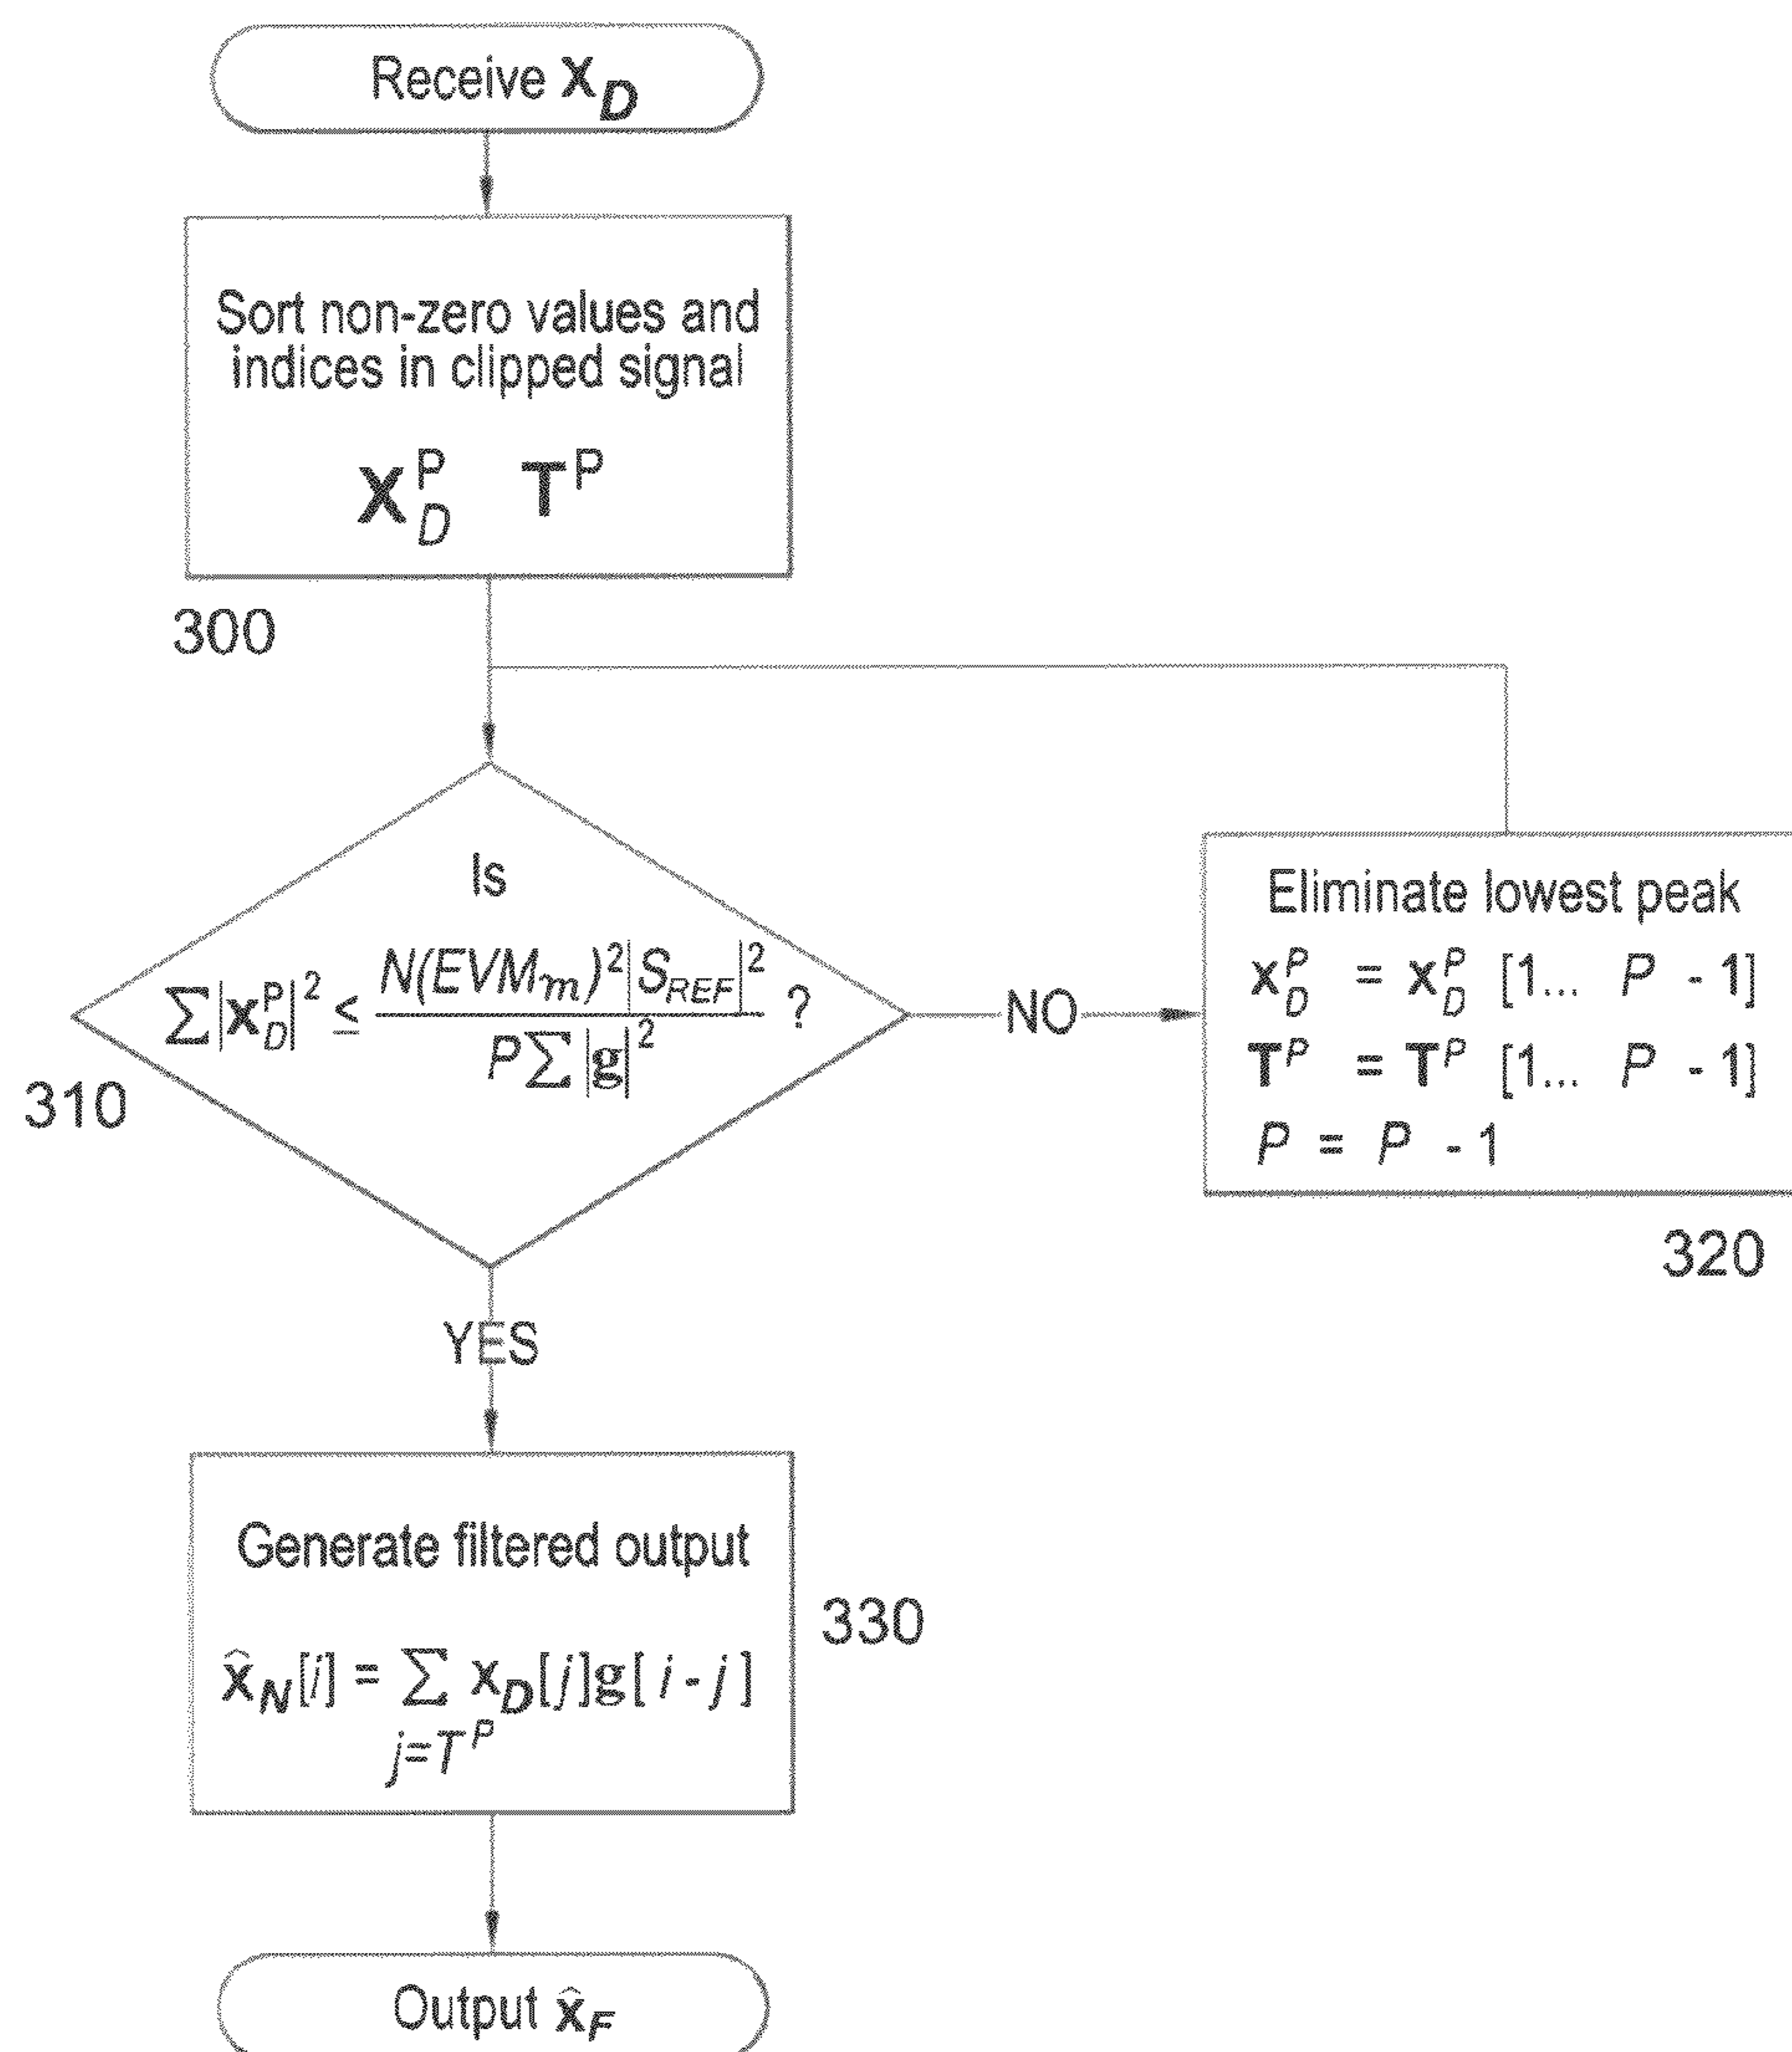 Receive x_D
Sort non-zero values and
indices in clipped signal
X_D^P T^P
300
Is
∑|x_D^P|^2 ≤ N(EVM_m)^2|S_REF|^2 / P∑|g|^2 ?
310
NO
Eliminate lowest peak
x_D^P = x_D^P [1... P - 1]
T^P = T^P [1... P - 1]
P = P - 1
320
YES
Generate filtered output
330
x̂_N[i] = ∑ x_D[j]g[i-j]
j=T^P
Output x̂_F